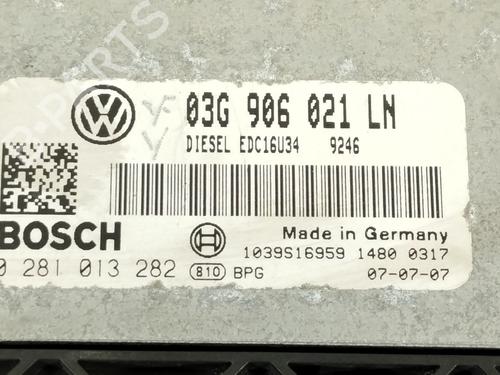 03G 906 021 LN
DIESEL EDC16U34 9246
BOSCH
Made in Germany
0 281 013 282 810 BPG
1039S16959 1480 0317
07-07-07